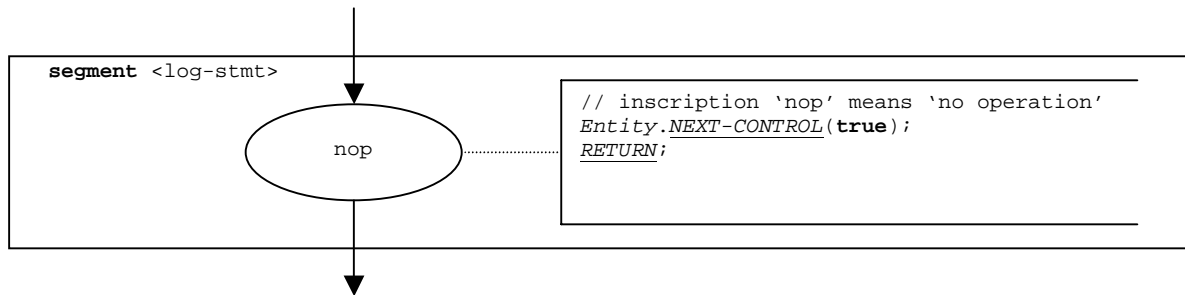 segment <log-stmt>
nop
// inscription ‘nop’ means ‘no operation’
Entity.NEXT-CONTROL(true);
RETURN;